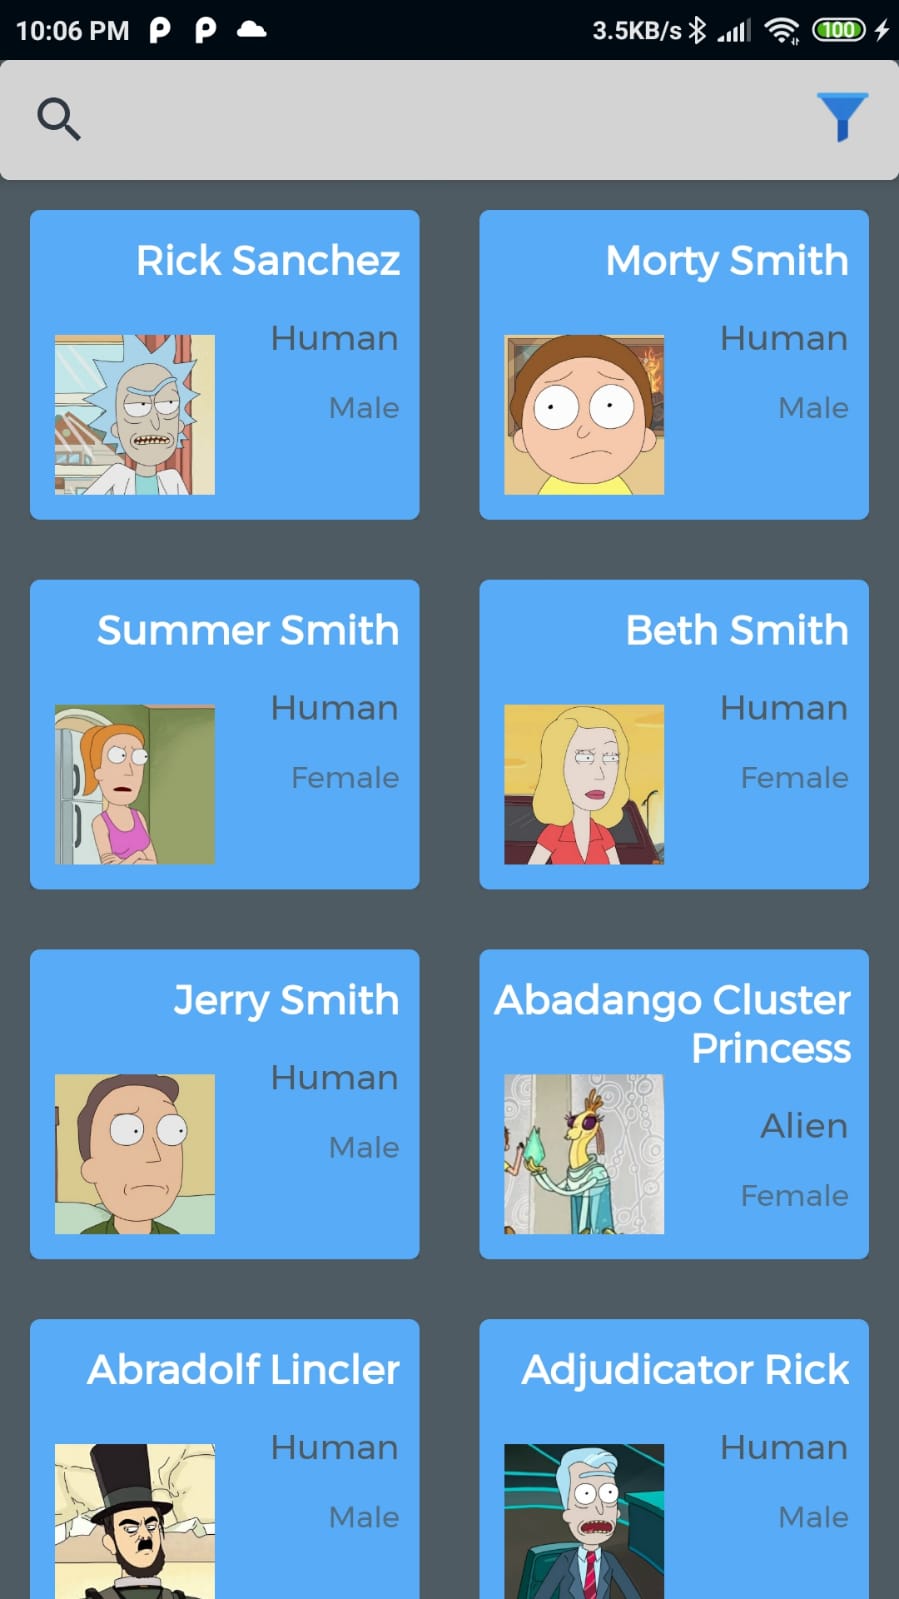 10:06 PM 3.5KB/s 100
Rick Sanchez
Human
Male
Morty Smith
Human
Male
Summer Smith
Human
Female
Beth Smith
Human
Female
Jerry Smith
Human
Male
Abadango Cluster
Princess
Alien
Female
Abradolf Lincler
Human
Male
Adjudicator Rick
Human
Male